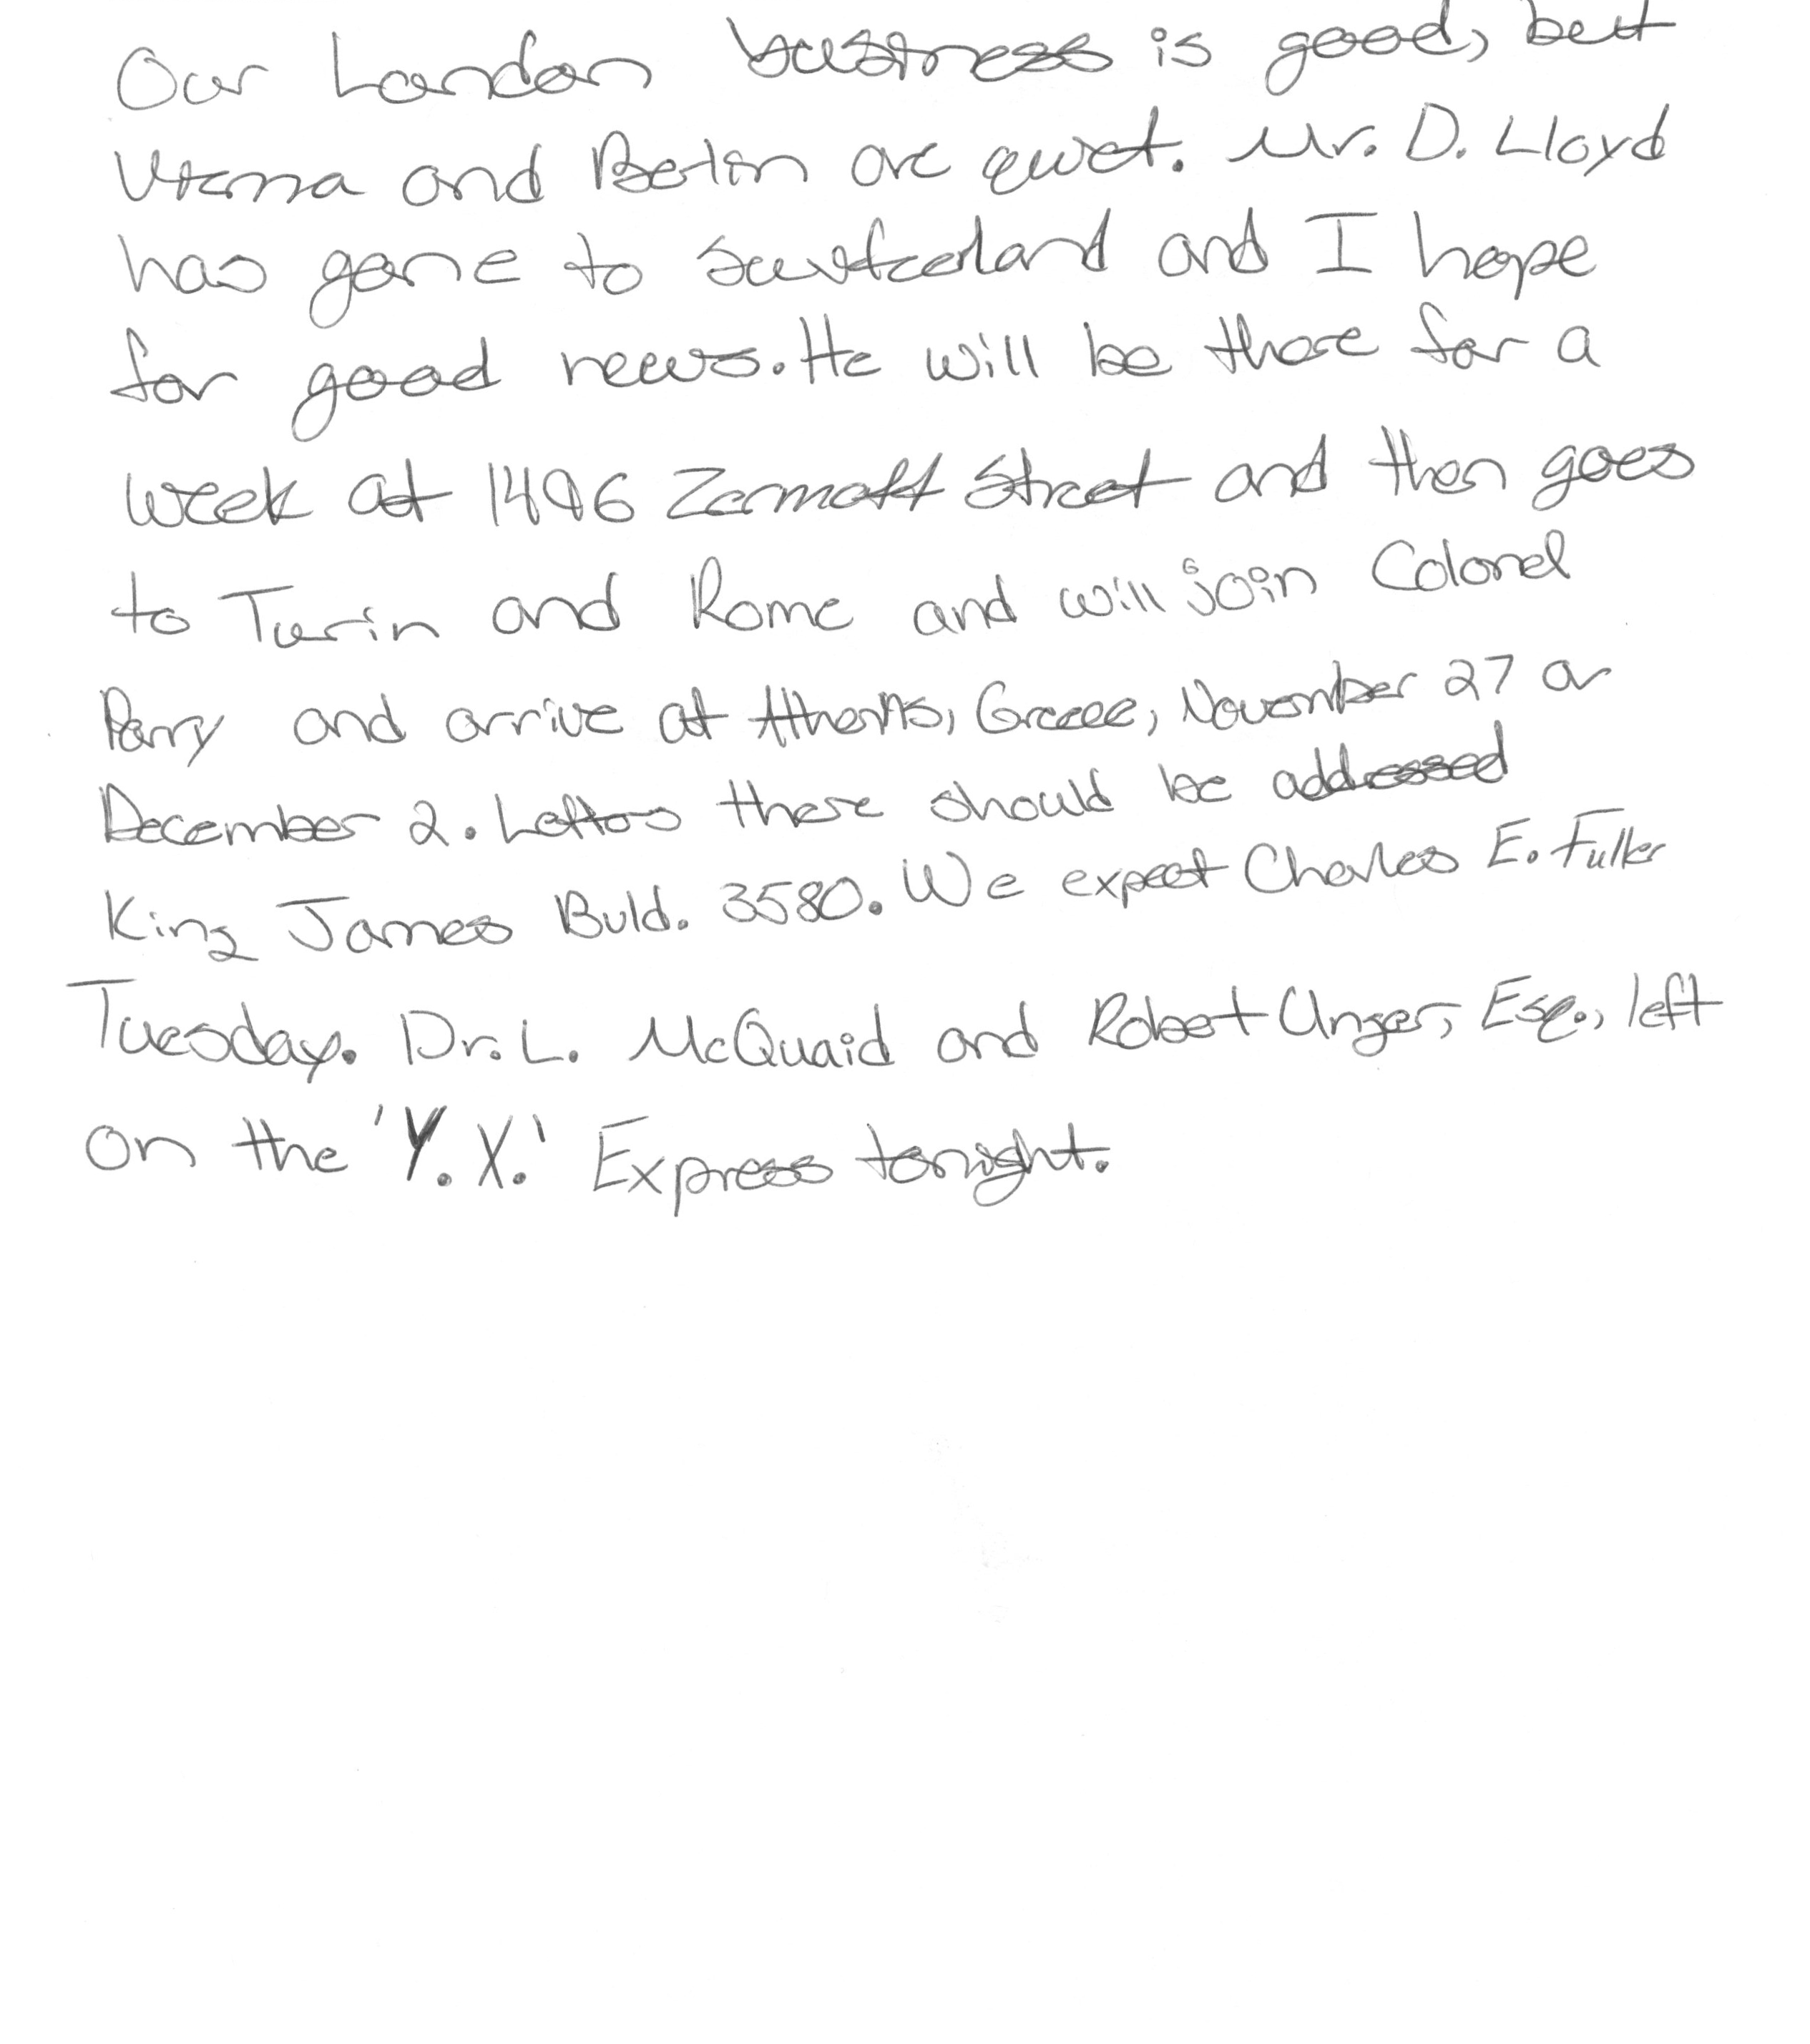 Our London business is good, but
Vienna and Berlin are quiet. Mr. D. Lloyd
has gone to Switzerland and I hope
for good news. He will be there for a
week at 1496 Zermott Street and then goes
to Turin and Rome and will join Colonel
Parry and arrive at Athens, Greece, November 27 or
December 2. Letters there should be addressed
King James Buld. 3580. We expect Charles E. Fuller
Tuesday. Dr. L. McQuaid and Robert Unger, Esq., left
on the 'Y.X.' Express tonight.